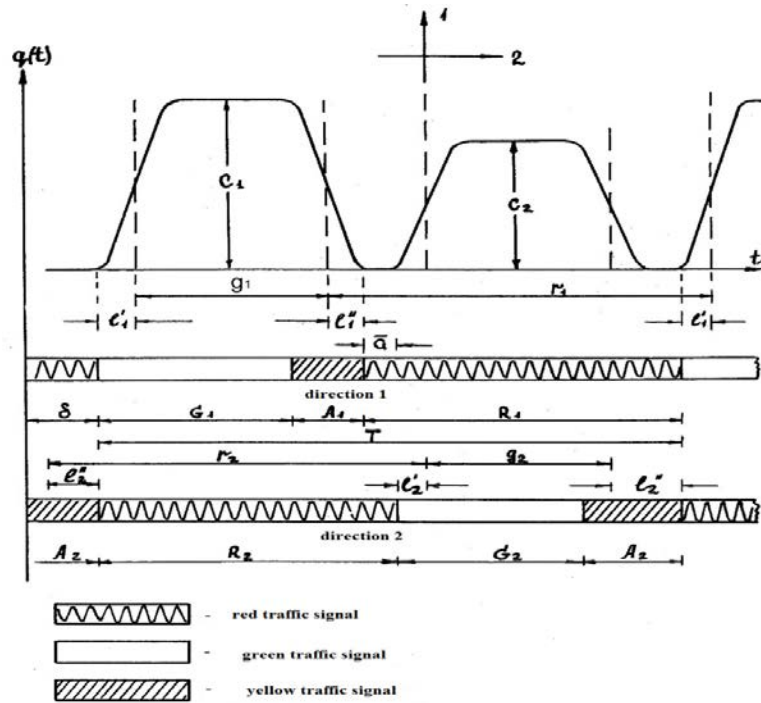 1
q(t)
2
C₁
C₂
t
g₁
r₁
ℓ'₁
ℓ"₁
ℓ'₁
ā
direction 1
δ
G₁
A₁
R₁
T
r₂
g₂
ℓ"₂
ℓ'₂
ℓ"₂
direction 2
A₂
R₂
G₂
A₂
- red traffic signal
- green traffic signal
- yellow traffic signal